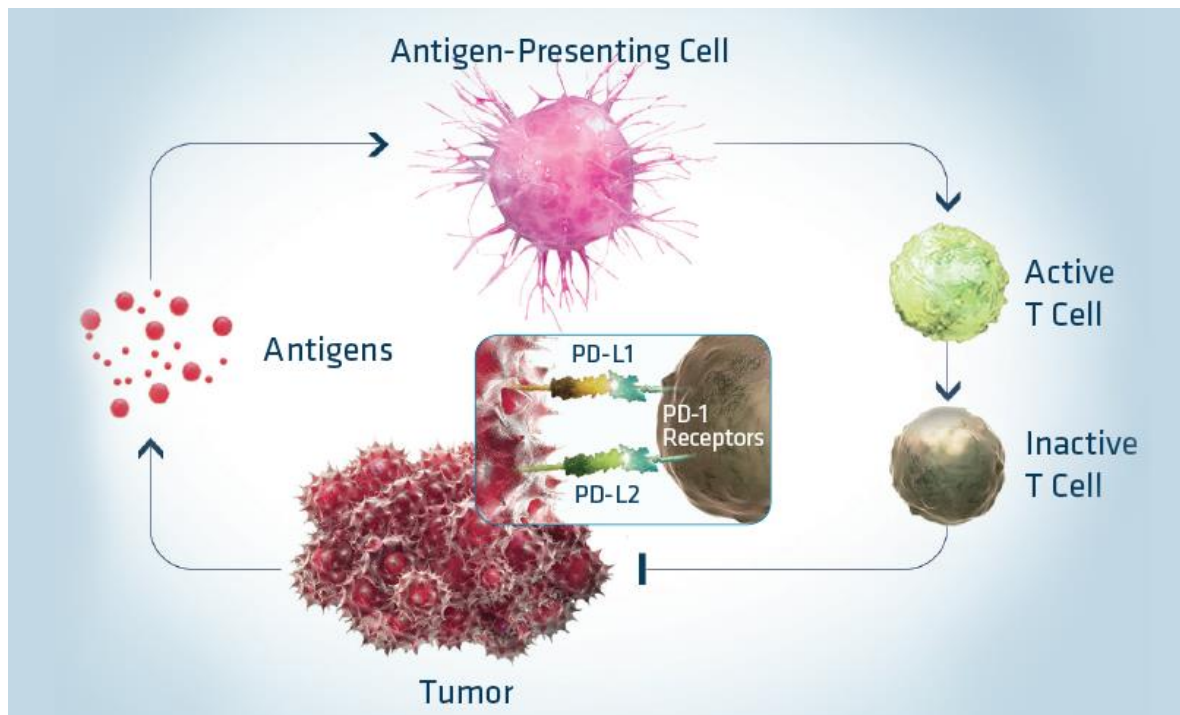 Antigen-Presenting Cell
Active
T Cell
Antigens
PD-L1
PD-1
Receptors
PD-L2
Inactive
T Cell
Tumor